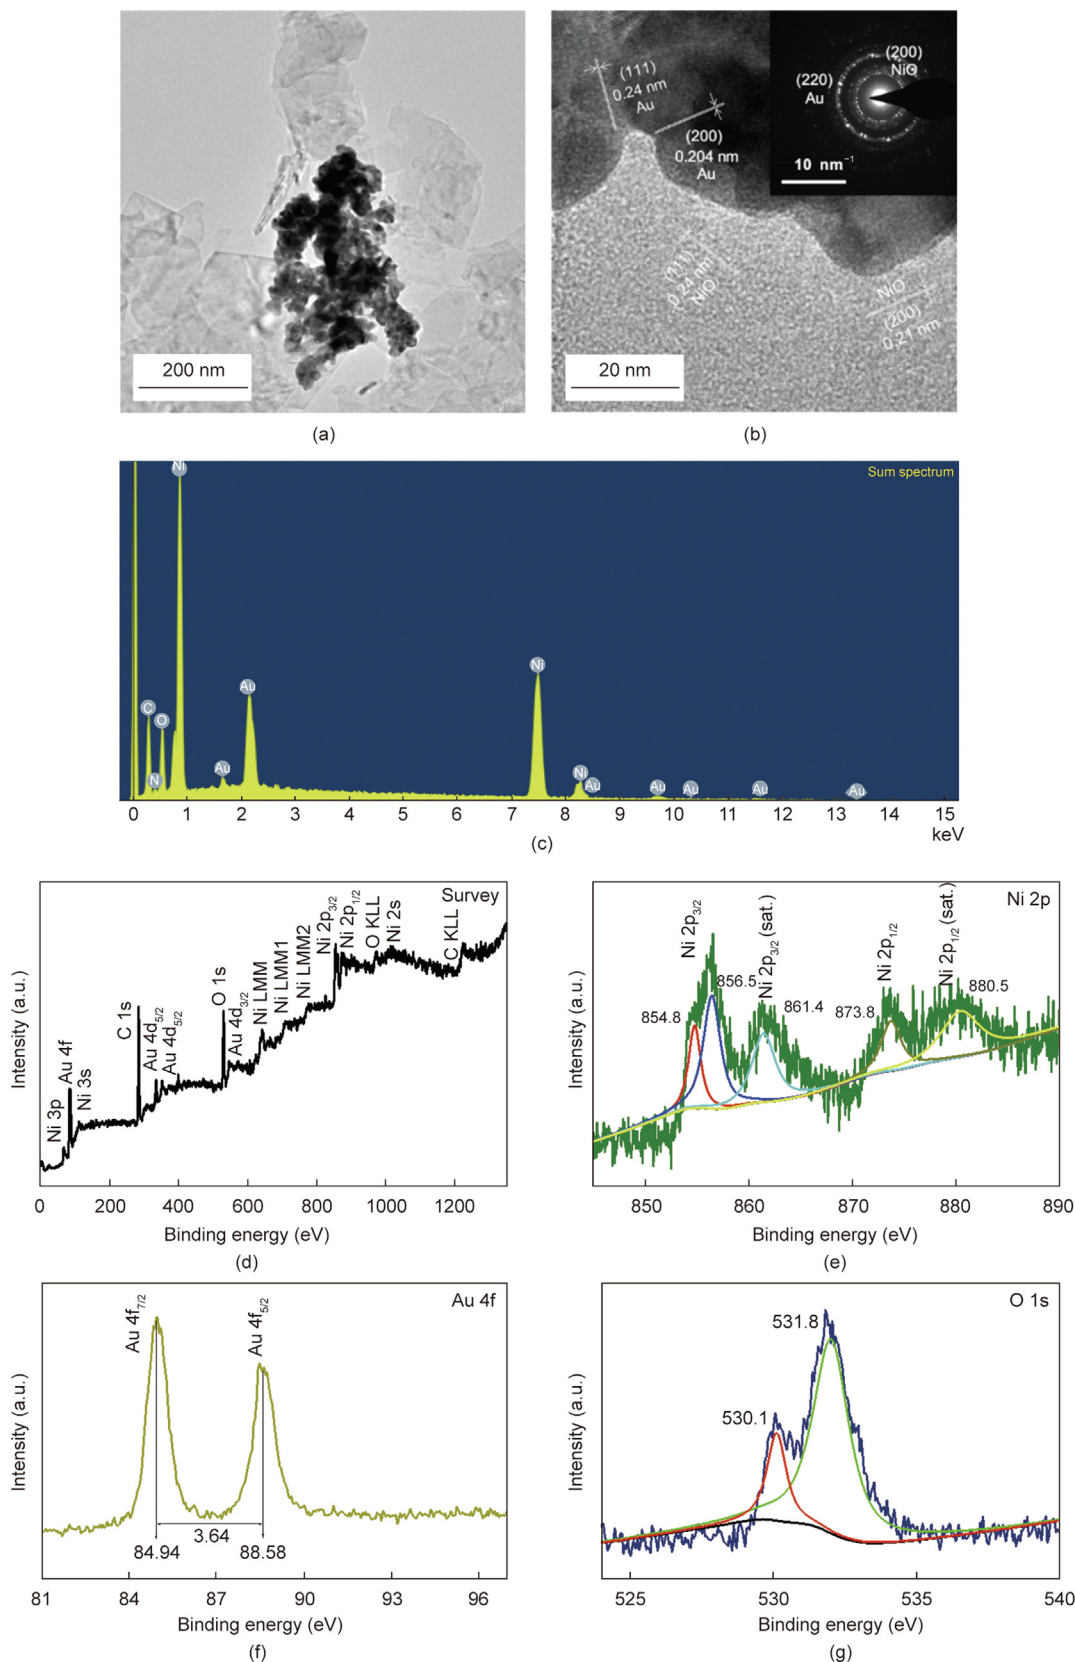 (111)
0.24 nm
Au
(200)
0.204 nm
Au
(220)
Au
(200)
NiO
10 nm⁻¹
(111)
0.24 nm
NiO
NiO
(200)
0.21 nm
200 nm
20 nm
(a)
(b)
Sum spectrum
Ni
C
O
N
Au
Au
Ni
Ni
Au
Au
Au
Au
Au
0 1 2 3 4 5 6 7 8 9 10 11 12 13 14 15
keV
(c)
Survey
Intensity (a.u.)
Ni 3p
Au 4f
Ni 3s
C 1s
Au 4d5/2
Au 4d5/2
O 1s
Au 4d3/2
Ni LMM
Ni LMM1
Ni LMM2
Ni 2p3/2
Ni 2p1/2
O KLL
Ni 2s
C KLL
0 200 400 600 800 1000 1200
Binding energy (eV)
(d)
Ni 2p
Intensity (a.u.)
Ni 2p3/2
Ni 2p3/2 (sat.)
Ni 2p1/2
Ni 2p1/2 (sat.)
854.8
856.5
861.4
873.8
880.5
850 860 870 880 890
Binding energy (eV)
(e)
Au 4f
Intensity (a.u.)
Au 4f7/2
Au 4f5/2
3.64
84.94
88.58
81 84 87 90 93 96
Binding energy (eV)
(f)
O 1s
Intensity (a.u.)
531.8
530.1
525 530 535 540
Binding energy (eV)
(g)